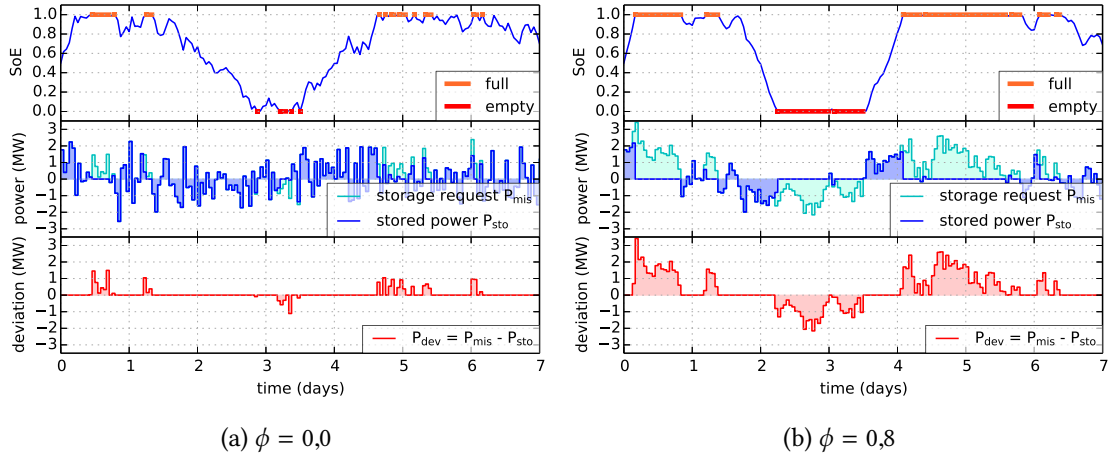 1.0
0.8
0.6
0.4
0.2
0.0
SoE
full
empty
3
2
1
0
−1
−2
−3
power (MW)
storage request P_mis
stored power P_sto
3
2
1
0
−1
−2
−3
deviation (MW)
P_dev = P_mis - P_sto
0 1 2 3 4 5 6 7
time (days)
(a) ϕ = 0,0
1.0
0.8
0.6
0.4
0.2
0.0
SoE
full
empty
3
2
1
0
−1
−2
−3
power (MW)
storage request P_mis
stored power P_sto
3
2
1
0
−1
−2
−3
deviation (MW)
P_dev = P_mis - P_sto
0 1 2 3 4 5 6 7
time (days)
(b) ϕ = 0,8